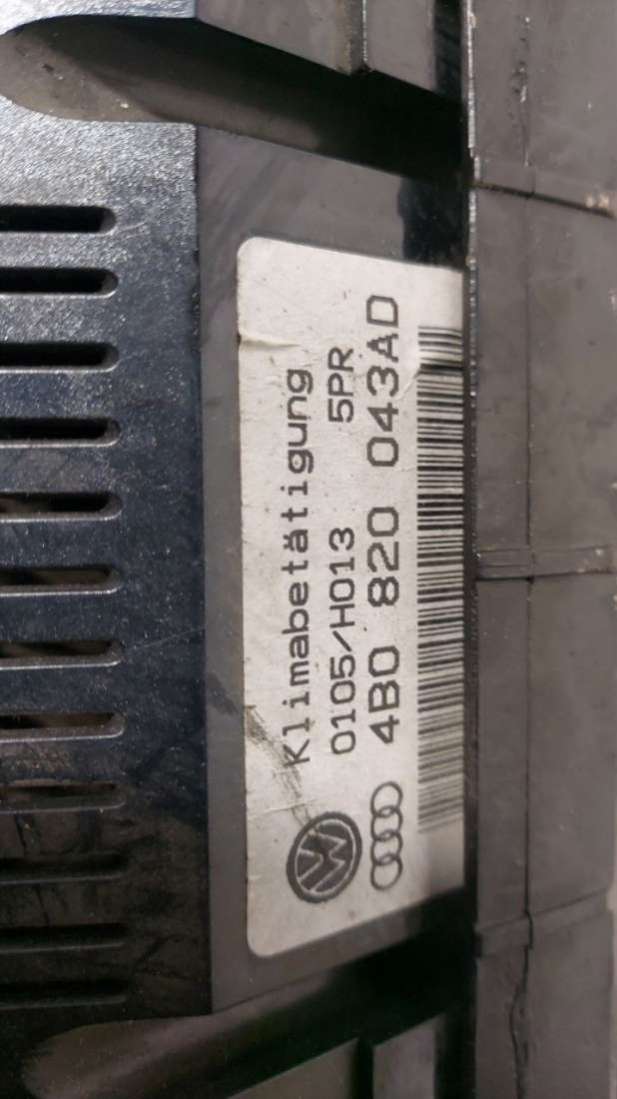 Klimabetätigung
0105/H013 5PR
4B0 820 043AD